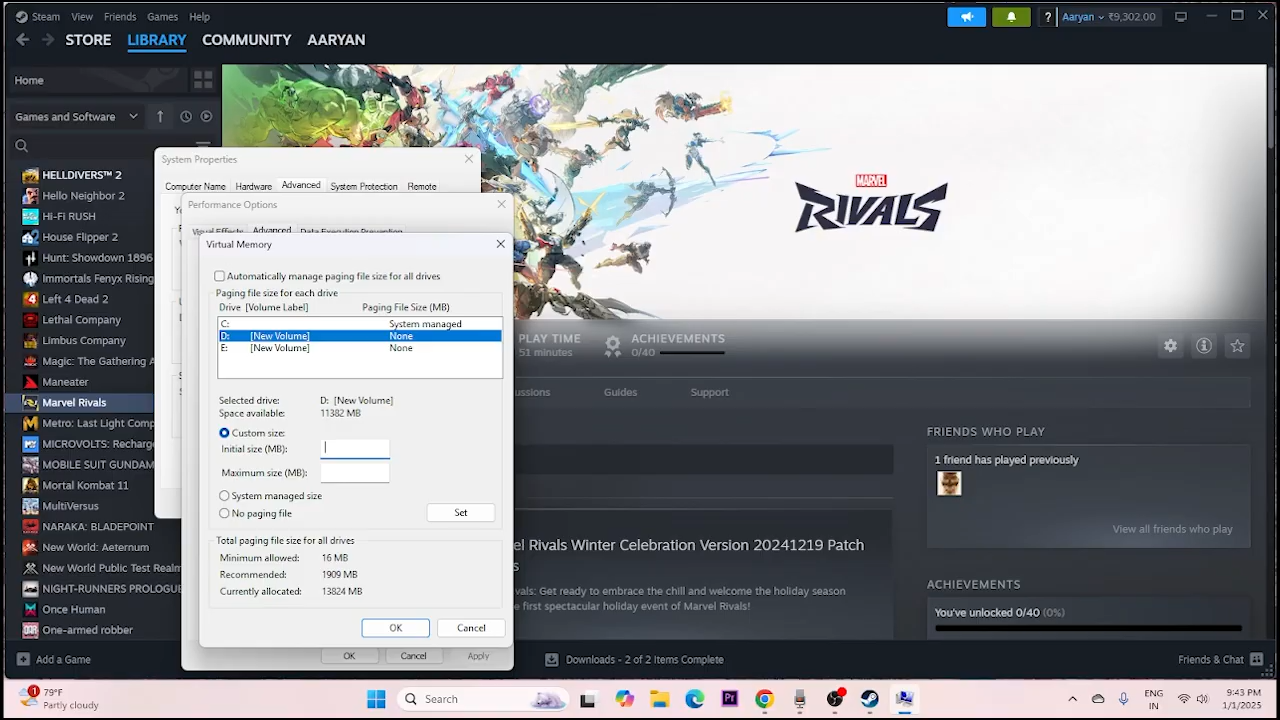 Steam View Friends Games Help
? Aaryan ₹9,302.00
STORE LIBRARY COMMUNITY AARYAN
Home
Games and Software
HELLDIVERS™ 2
Hello Neighbor 2
Hi-Fi RUSH
House Flipper 2
Hunt: Showdown 1896
Immortals Fenyx Rising
Left 4 Dead 2
Lethal Company
Limbus Company
Magic: The Gathering A
Maneater
Marvel Rivals
Metro: Last Light Comp
MICROVOLTS: Recharge
MOBILE SUIT GUNDAM
Mortal Kombat 11
MultiVersus
NARAKA: BLADEPOINT
New World: Aeternum
New World Public Test Realm
NIGHT-RUNNERS PROLOGUE
Once Human
One-armed robber
Add a Game
System Properties
Computer Name Hardware Advanced System Protection Remote
Performance Options
Visual Effects Advanced Data Execution Prevention
Virtual Memory
Automatically manage paging file size for all drives
Paging file size for each drive
Drive [Volume Label] Paging File Size (MB)
C: System managed
D: [New Volume] None
E: [New Volume] None
Selected drive: D: [New Volume]
Space available: 11382 MB
Custom size:
Initial size (MB):
Maximum size (MB):
System managed size
No paging file
Set
Total paging file size for all drives
Minimum allowed: 16 MB
Recommended: 1909 MB
Currently allocated: 13824 MB
OK Cancel
OK Cancel Apply
MARVEL
RIVALS
PLAY TIME
51 minutes
ACHIEVEMENTS
0/40
ussions Guides Support
el Rivals Winter Celebration Version 20241219 Patch
s
vals: Get ready to embrace the chill and welcome the holiday season
e first spectacular holiday event of Marvel Rivals!
FRIENDS WHO PLAY
1 friend has played previously
View all friends who play
ACHIEVEMENTS
You've unlocked 0/40 (0%)
Downloads - 2 of 2 Items Complete
Friends & Chat
1
79°F
Partly cloudy
Search
Pr
ENG
IN
9:43 PM
1/1/2025